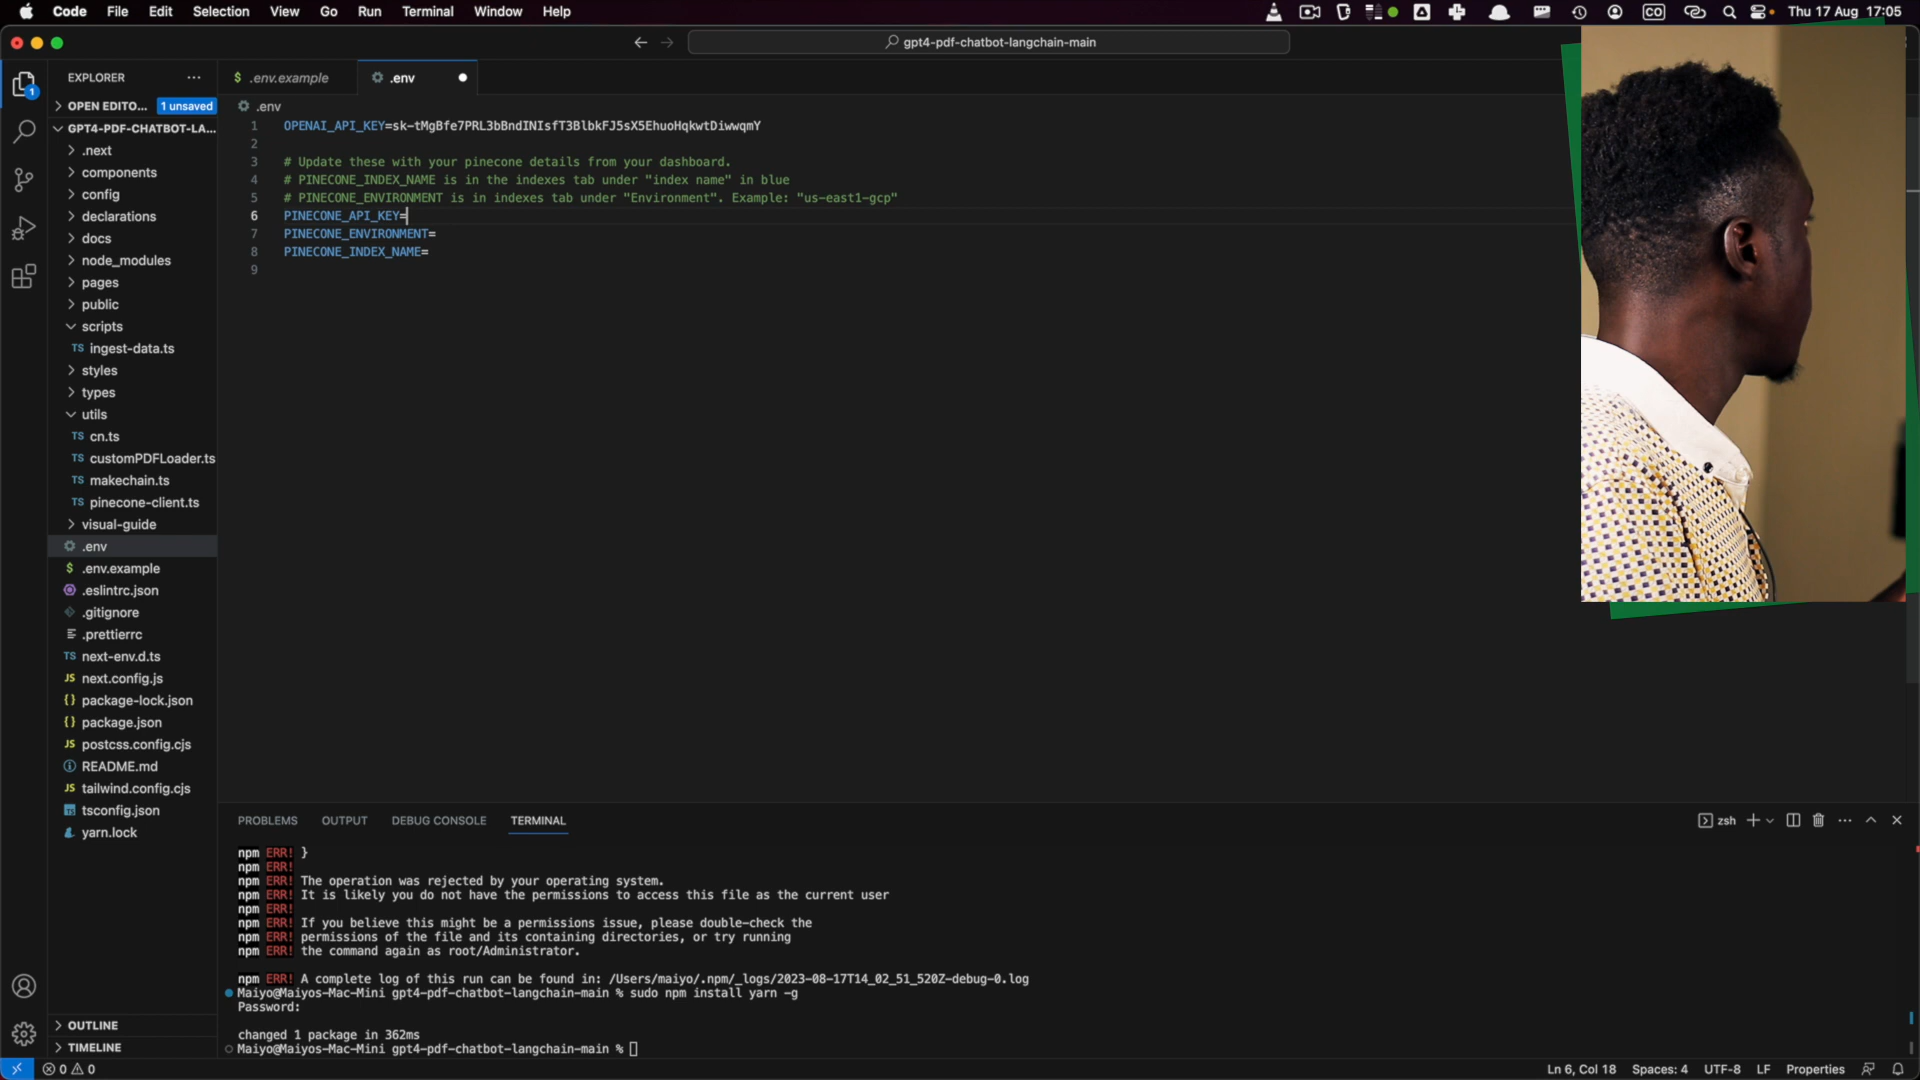 Code File Edit Selection View Go Run Terminal Window Help
CO
Thu 17 Aug 17:05
gpt4-pdf-chatbot-langchain-main
EXPLORER
.env.example
.env
OPEN EDITO...
1 unsaved
GPT4-PDF-CHATBOT-LA...
.next
components
config
declarations
docs
node_modules
pages
public
scripts
TS ingest-data.ts
styles
types
utils
TS cn.ts
TS customPDFLoader.ts
TS makechain.ts
TS pinecone-client.ts
visual-guide
.env
$ .env.example
.eslintrc.json
.gitignore
.prettierrc
TS next-env.d.ts
JS next.config.js
{} package-lock.json
{} package.json
JS postcss.config.cjs
README.md
JS tailwind.config.cjs
tsconfig.json
yarn.lock
OUTLINE
TIMELINE
.env
1 OPENAI_API_KEY=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
2
3 # Update these with your pinecone details from your dashboard.
4 # PINECONE_INDEX_NAME is in the indexes tab under "index name" in blue
5 # PINECONE_ENVIRONMENT is in indexes tab under "Environment". Example: "us-east1-gcp"
6 PINECONE_API_KEY=
7 PINECONE_ENVIRONMENT=
8 PINECONE_INDEX_NAME=
9
PROBLEMS OUTPUT DEBUG CONSOLE TERMINAL
zsh
npm ERR! }
npm ERR!
npm ERR! The operation was rejected by your operating system.
npm ERR! It is likely you do not have the permissions to access this file as the current user
npm ERR!
npm ERR! If you believe this might be a permissions issue, please double-check the
npm ERR! permissions of the file and its containing directories, or try running
npm ERR! the command again as root/Administrator.
npm ERR! A complete log of this run can be found in: /Users/maiyo/.npm/_logs/2023-08-17T14_02_51_520Z-debug-0.log
Maiyo@Maiyos-Mac-Mini gpt4-pdf-chatbot-langchain-main % sudo npm install yarn -g
Password:
changed 1 package in 362ms
Maiyo@Maiyos-Mac-Mini gpt4-pdf-chatbot-langchain-main %
0 0
Ln 6, Col 18 Spaces: 4 UTF-8 LF Properties